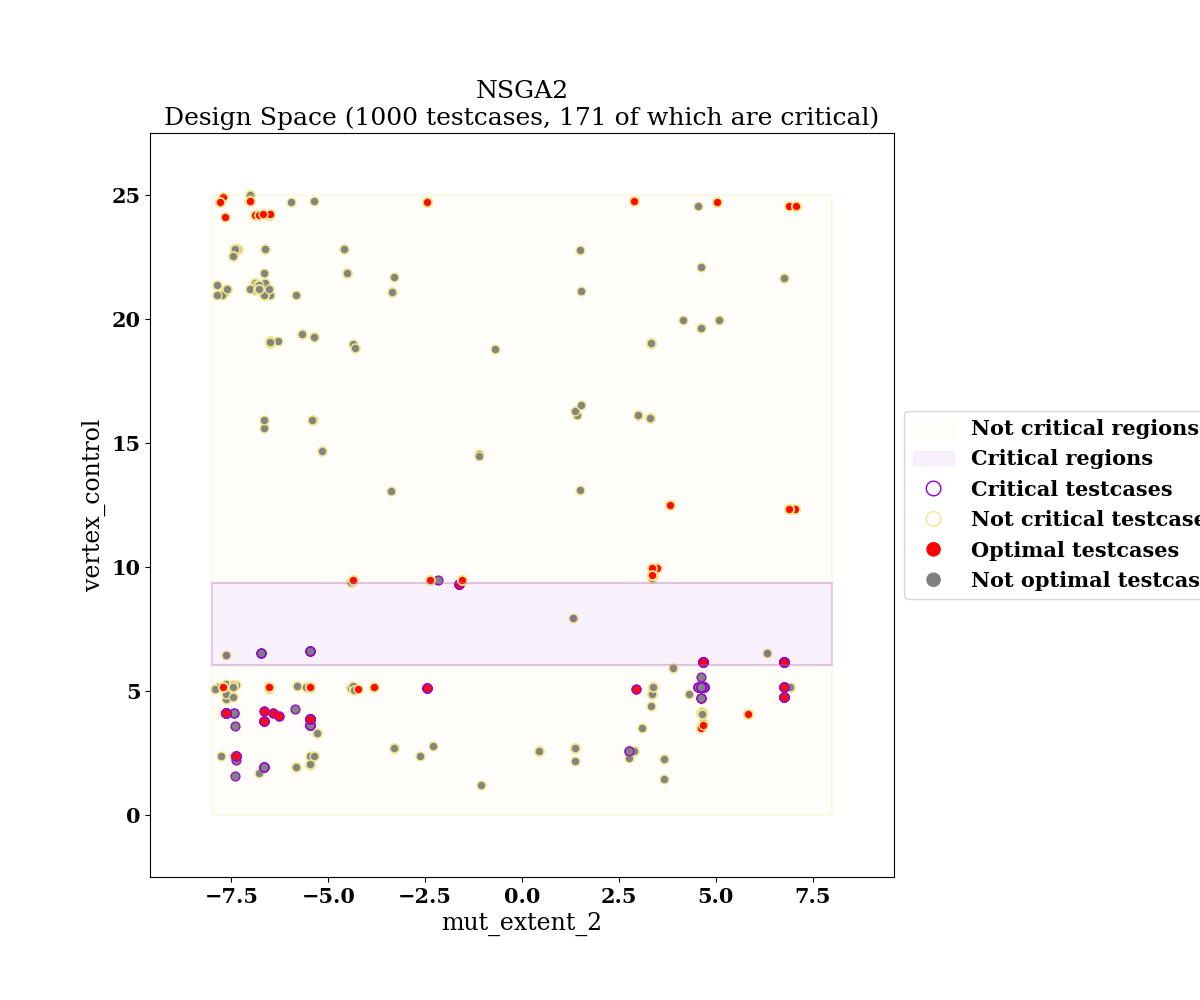 NSGA2
Design Space (1000 testcases, 171 of which are critical)
25
20
15
10
5
0
vertex_control
−7.5 −5.0 −2.5 0.0 2.5 5.0 7.5
mut_extent_2
Not critical regions
Critical regions
Critical testcases
Not critical testcase
Optimal testcases
Not optimal testcas